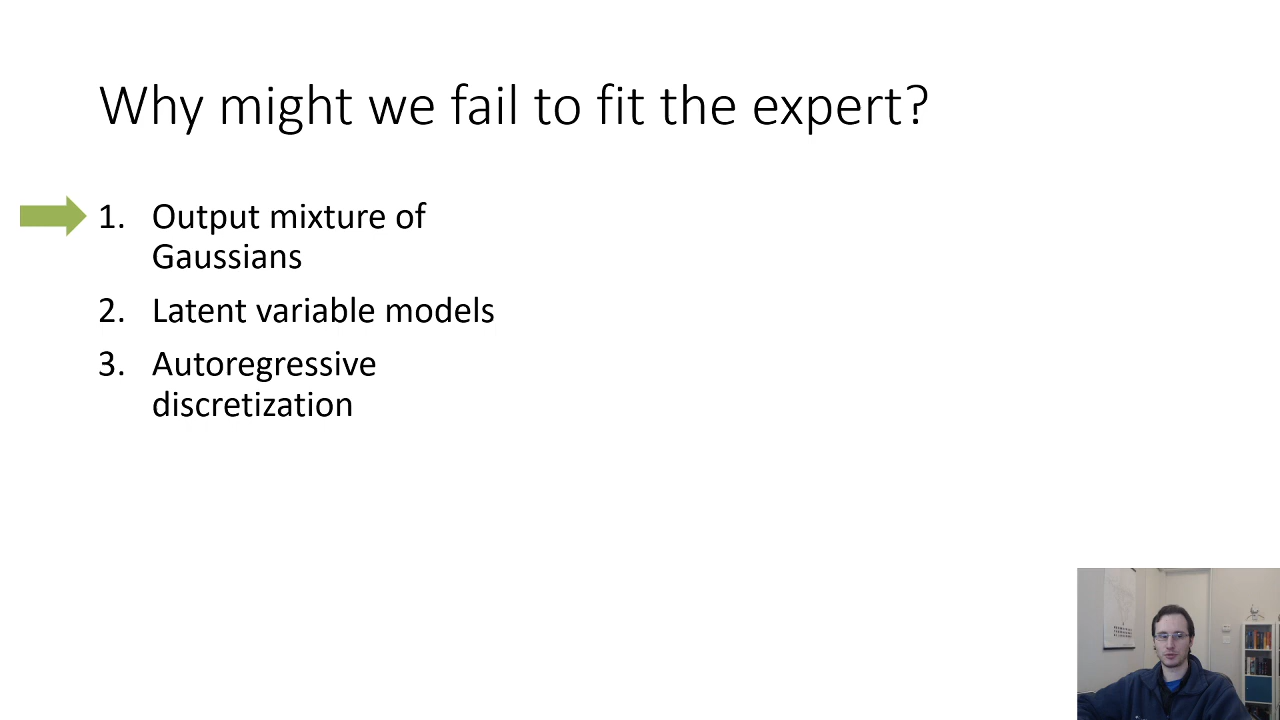 Why might we fail to fit the expert?
1. Output mixture of
Gaussians
2. Latent variable models
3. Autoregressive
discretization